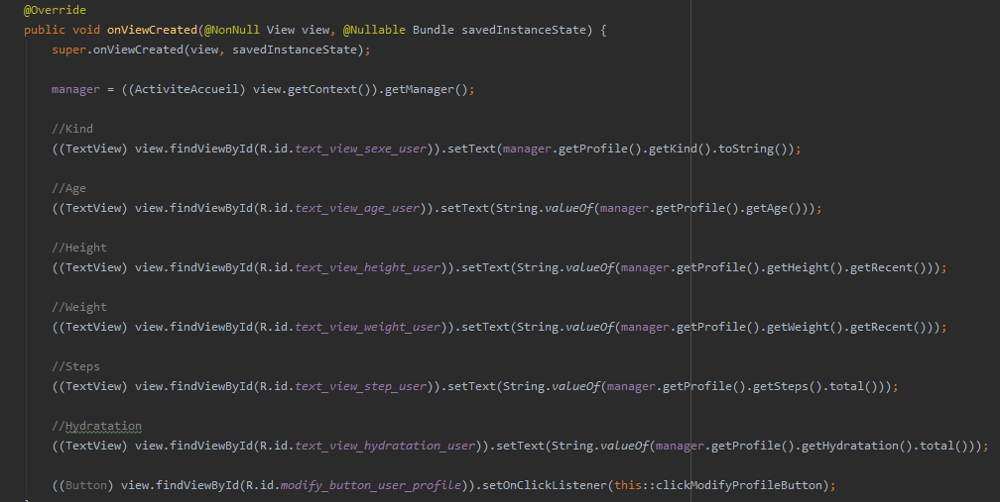 @Override
public void onViewCreated(@NonNull View view, @Nullable Bundle savedInstanceState) {
super.onViewCreated(view, savedInstanceState);
manager = ((ActiviteAccueil) view.getContext()).getManager();
//Kind
((TextView) view.findViewById(R.id.text_view_sexe_user)).setText(manager.getProfile().getKind().toString());
//Age
((TextView) view.findViewById(R.id.text_view_age_user)).setText(String.valueOf(manager.getProfile().getAge()));
//Height
((TextView) view.findViewById(R.id.text_view_height_user)).setText(String.valueOf(manager.getProfile().getHeight().getRecent()));
//Weight
((TextView) view.findViewById(R.id.text_view_weight_user)).setText(String.valueOf(manager.getProfile().getWeight().getRecent()));
//Steps
((TextView) view.findViewById(R.id.text_view_step_user)).setText(String.valueOf(manager.getProfile().getSteps().total()));
//Hydratation
((TextView) view.findViewById(R.id.text_view_hydratation_user)).setText(String.valueOf(manager.getProfile().getHydratation().total()));
((Button) view.findViewById(R.id.modify_button_user_profile)).setOnClickListener(this::clickModifyProfileButton);